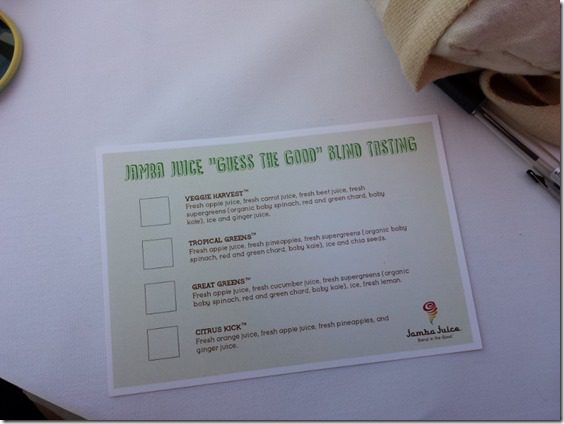 JAMBA JUICE "GUESS THE GOOD" BLIND TASTING
VEGGIE HARVEST™
Fresh apple juice, fresh carrot juice, fresh beet juice, fresh
supergreens (organic baby spinach, red and green chard, baby
kale), ice and ginger juice.
TROPICAL GREENS™
Fresh apple juice, fresh pineapples, fresh supergreens (organic baby
spinach, red and green chard, baby kale), ice and chia seeds.
GREAT GREENS™
Fresh apple juice, fresh cucumber juice, fresh supergreens (organic
baby spinach, red and green chard, baby kale), ice, fresh lemon.
CITRUS KICK™
Fresh orange juice, fresh apple juice, fresh pineapples, and
ginger juice.
Jamba Juice
Blend in the Good